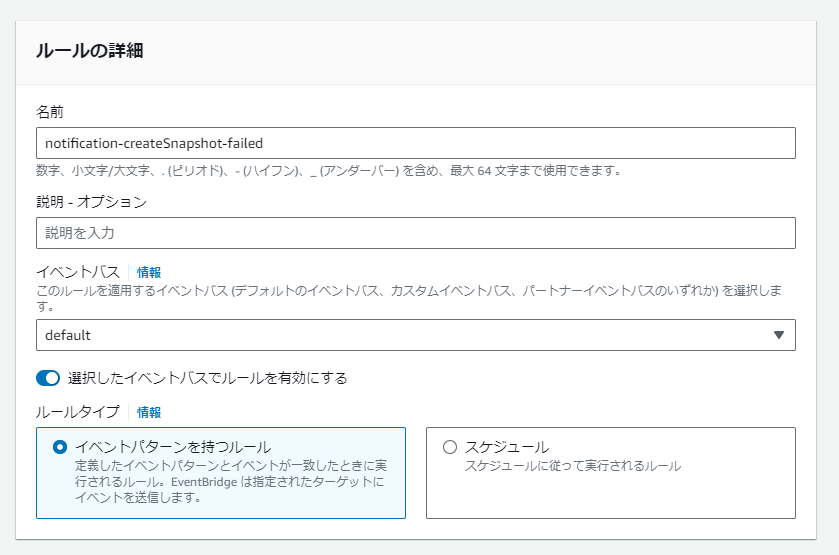 ルールの詳細
名前
notification-createSnapshot-failed
数字、小文字/大文字、. (ピリオド)、- (ハイフン)、_ (アンダーバー) を含め、最大 64 文字まで使用できます。
説明 - オプション
説明を入力
イベントバス 情報
このルールを適用するイベントバス (デフォルトのイベントバス、カスタムイベントバス、パートナーイベントバスのいずれか) を選択しま
す。
default
選択したイベントバスでルールを有効にする
ルールタイプ 情報
イベントパターンを持つルール
定義したイベントパターンとイベントが一致したときに実
行されるルール。EventBridge は指定されたターゲットに
イベントを送信します。
スケジュール
スケジュールに従って実行されるルール